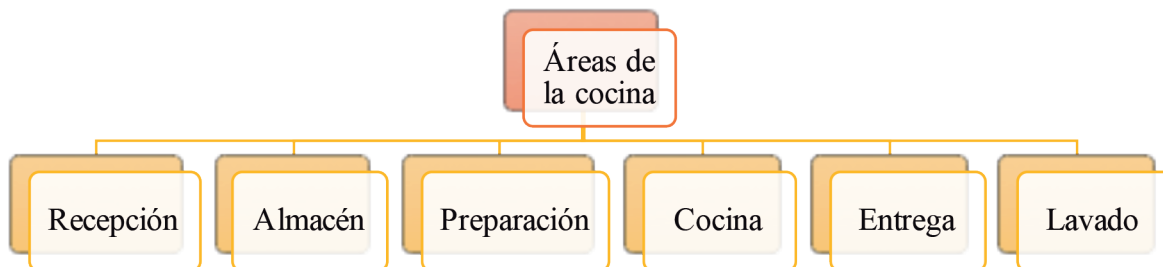 Áreas de
la cocina
Recepción
Almacén
Preparación
Cocina
Entrega
Lavado